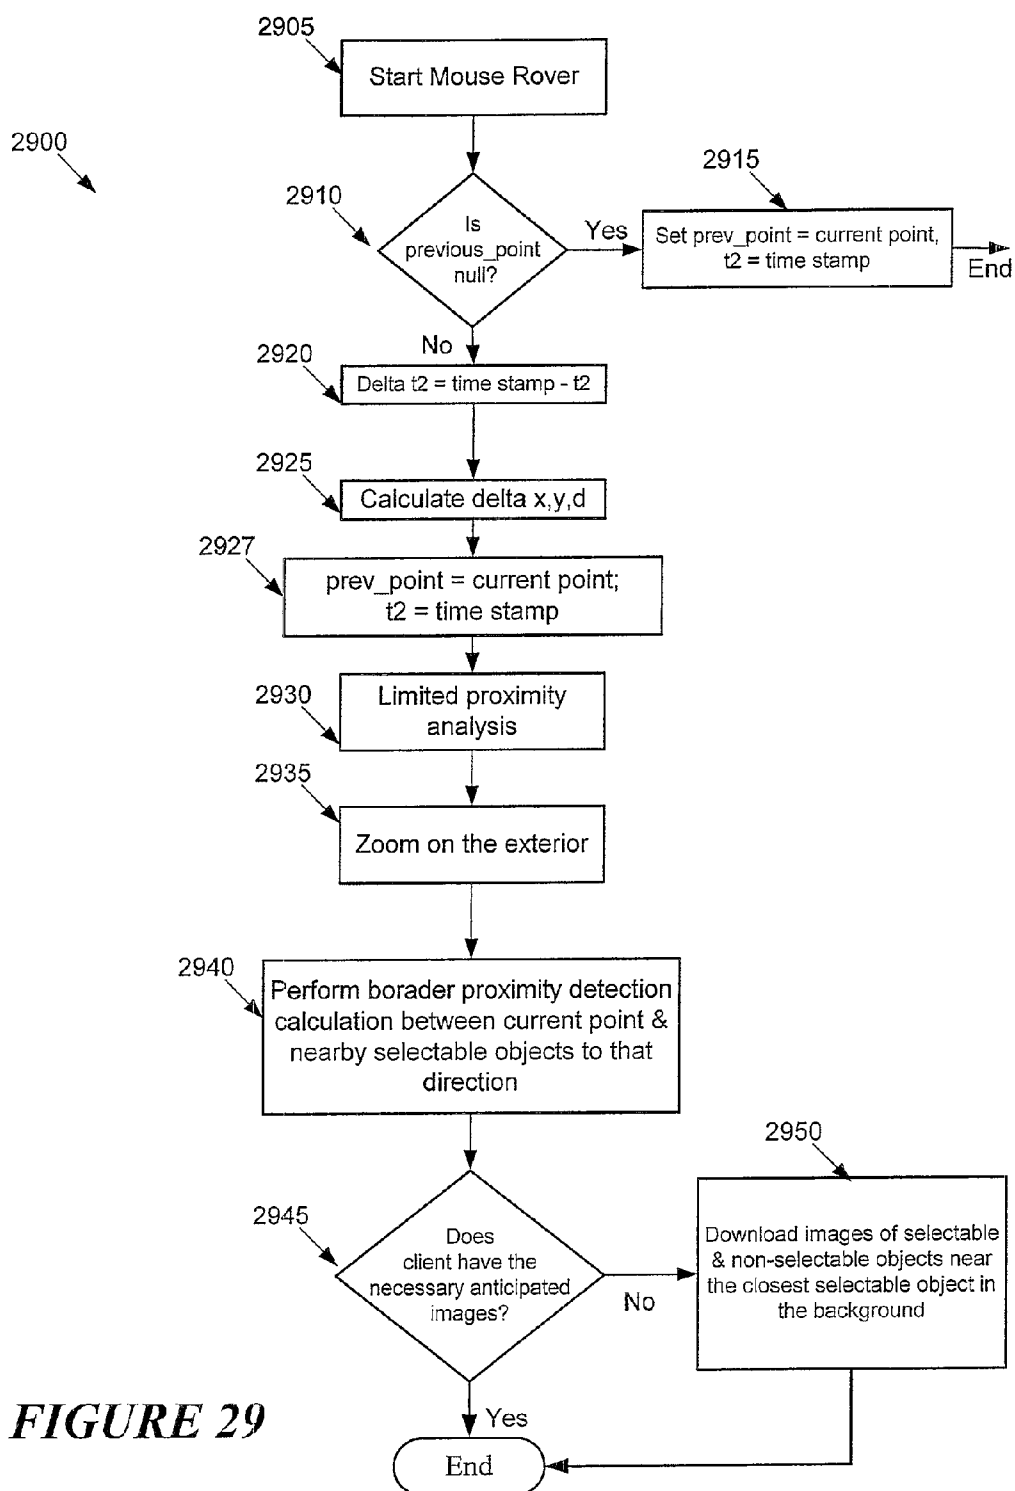 2905
Start Mouse Rover
2900
2915
2910
Is
previous_point
null?
Yes
Set prev_point = current point,
t2 = time stamp
End
No
2920
Delta t2 = time stamp - t2
2925
Calculate delta x,y,d
2927
prev_point = current point;
t2 = time stamp
2930
Limited proximity
analysis
2935
Zoom on the exterior
2940
Perform borader proximity detection
calculation between current point &
nearby selectable objects to that
direction
2950
2945
Does
client have the
necessary anticipated
images?
No
Download images of selectable
& non-selectable objects near
the closest selectable object in
the background
FIGURE 29
Yes
End